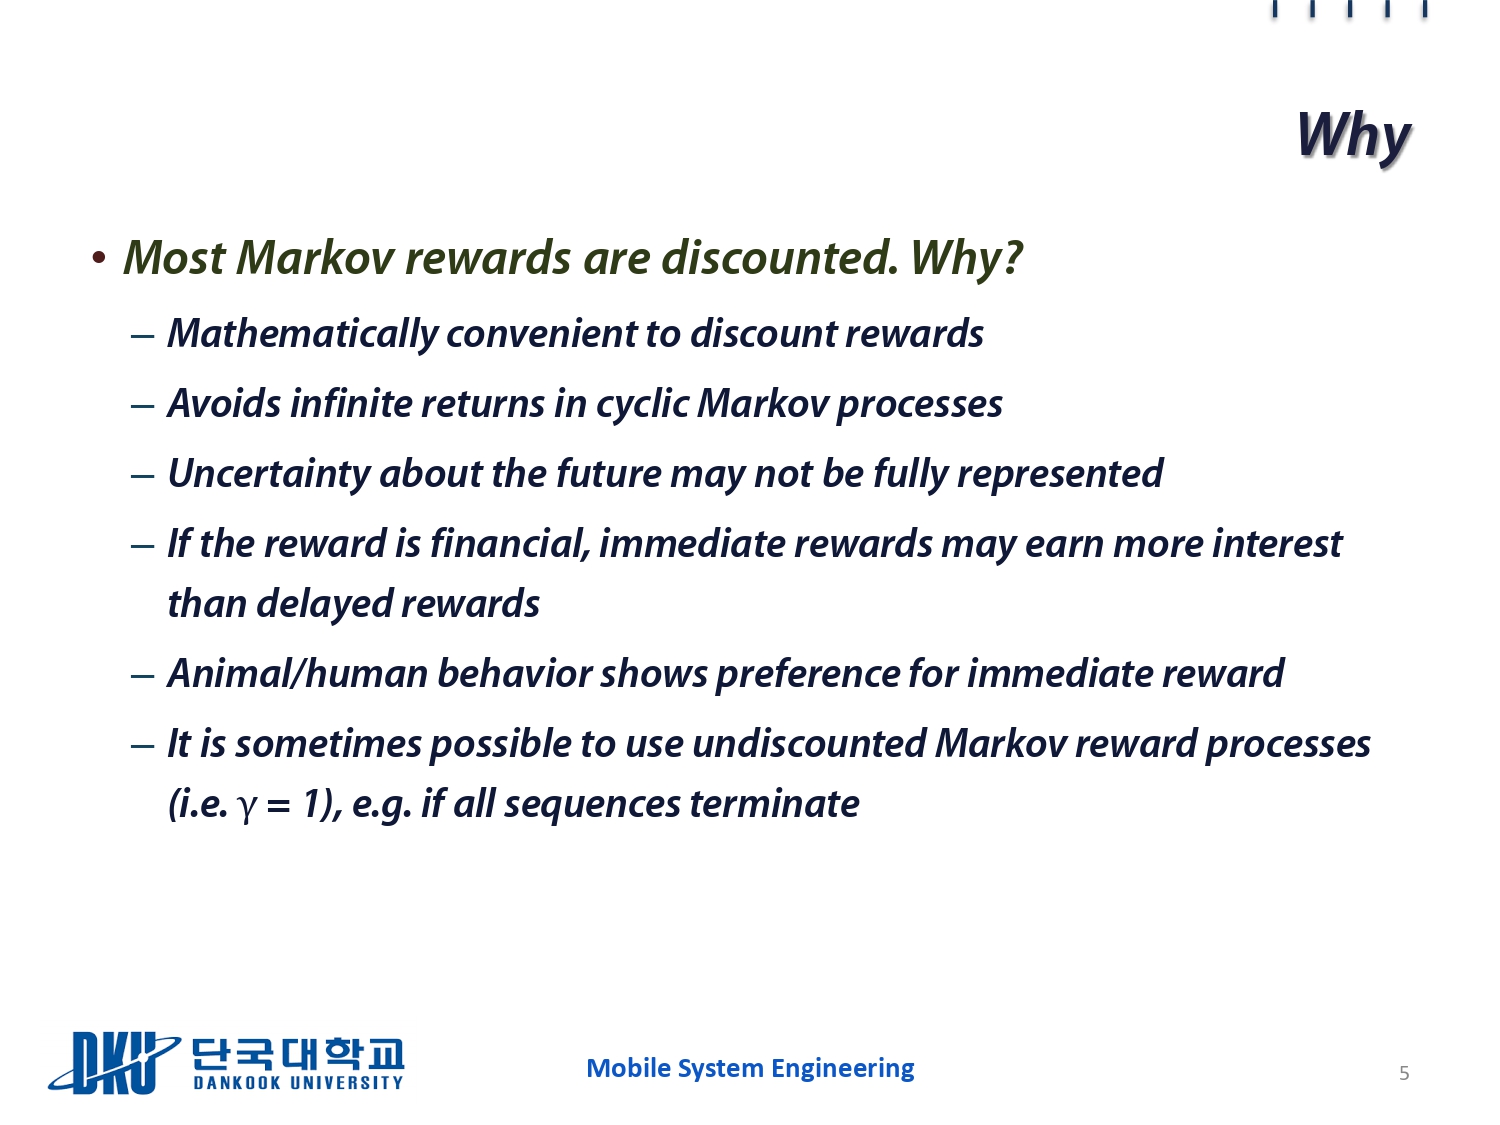 Why
• Most Markov rewards are discounted. Why?
– Mathematically convenient to discount rewards
– Avoids infinite returns in cyclic Markov processes
– Uncertainty about the future may not be fully represented
– If the reward is financial, immediate rewards may earn more interest
than delayed rewards
– Animal/human behavior shows preference for immediate reward
– It is sometimes possible to use undiscounted Markov reward processes
(i.e. γ = 1), e.g. if all sequences terminate
DKU 단국대학교
DANKOOK UNIVERSITY
Mobile System Engineering
5